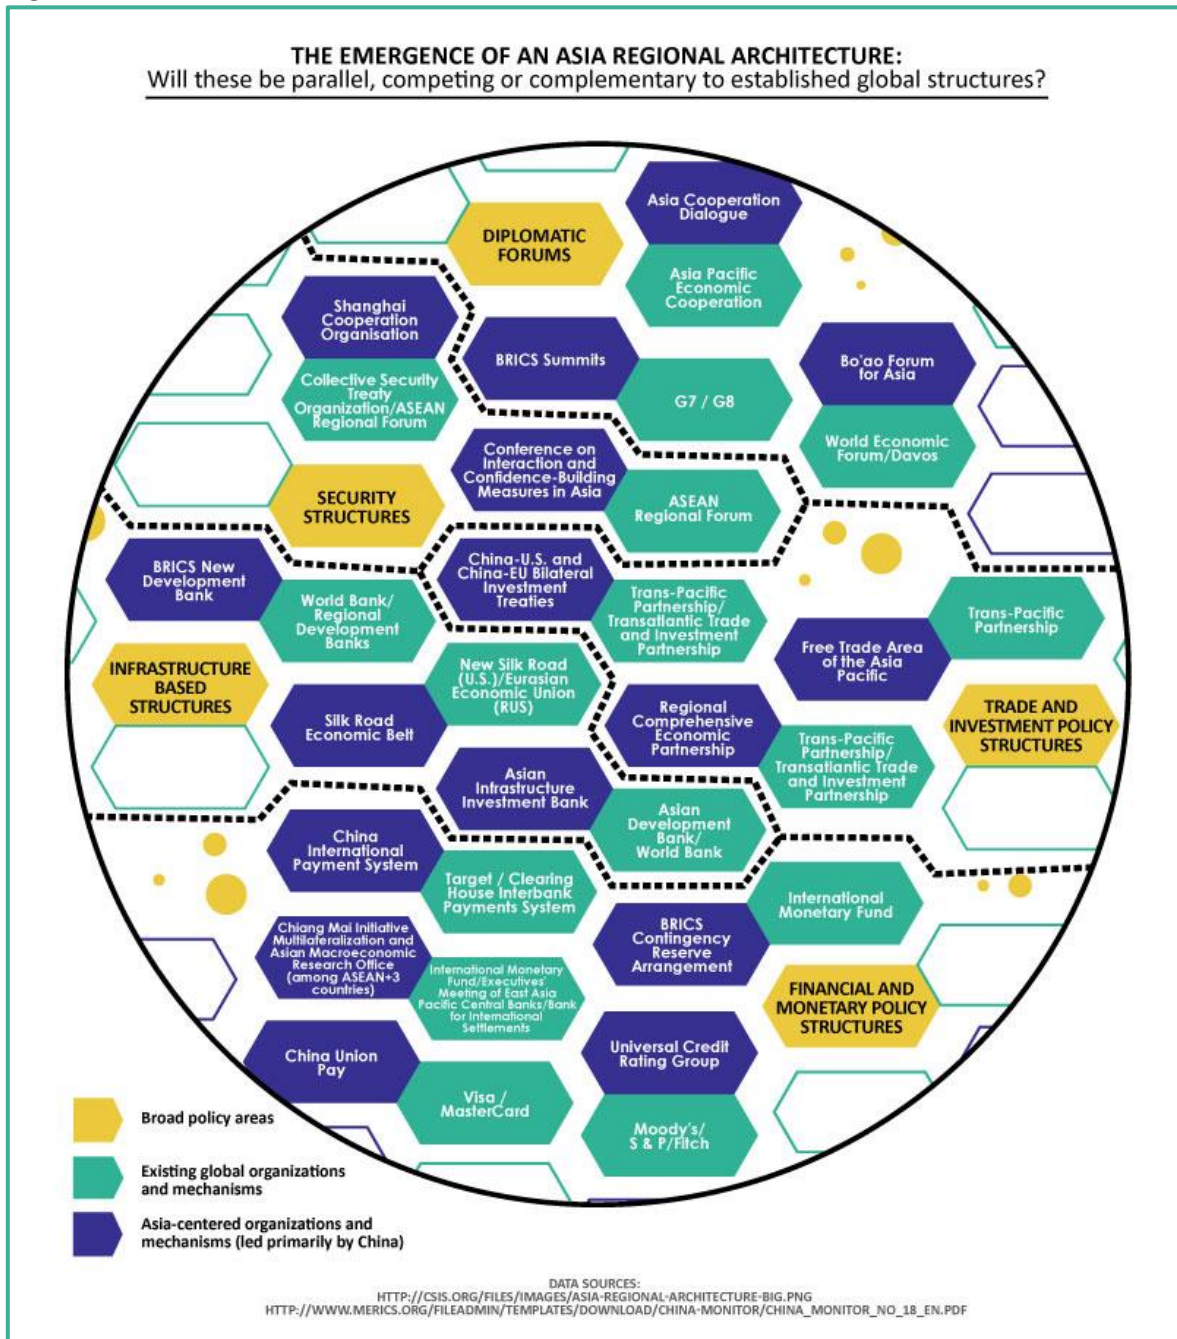 THE EMERGENCE OF AN ASIA REGIONAL ARCHITECTURE:
Will these be parallel, competing or complementary to established global structures?
Asia Cooperation
Dialogue
DIPLOMATIC
FORUMS
Asia Pacific
Economic
Cooperation
Shanghai
Cooperation
Organisation
BRICS Summits
Bo'ao Forum
for Asia
Collective Security
Treaty
Organization/ASEAN
Regional Forum
G7 / G8
World Economic
Forum/Davos
Conference on
Interaction and
Confidence-Building
Measures in Asia
SECURITY
STRUCTURES
ASEAN
Regional Forum
BRICS New
Development
Bank
China-U.S. and
China-EU Bilateral
Investment
Treaties
World Bank/
Regional
Development
Banks
Trans-Pacific
Partnership/
Transatlantic Trade
and Investment
Partnership
Trans-Pacific
Partnership
Free Trade Area
of the Asia
Pacific
INFRASTRUCTURE
BASED
STRUCTURES
New Silk Road
(U.S.)/Eurasian
Economic Union
(RUS)
Silk Road
Economic Belt
Regional
Comprehensive
Economic
Partnership
TRADE AND
INVESTMENT POLICY
STRUCTURES
Trans-Pacific
Partnership/
Transatlantic Trade
and Investment
Partnership
Asian
Infrastructure
Investment Bank
Asian
Development
Bank/
World Bank
China
International
Payment System
Target / Clearing
House Interbank
Payments System
International
Monetary Fund
BRICS
Contingency
Reserve
Arrangement
Chiang Mai Initiative
Multilateralization and
Asian Macroeconomic
Research Office
(among ASEAN+3
countries)
International Monetary
Fund/Executives'
Meeting of East Asia
Pacific Central Banks/Bank
for International
Settlements
FINANCIAL AND
MONETARY POLICY
STRUCTURES
China Union
Pay
Universal Credit
Rating Group
Visa /
MasterCard
Moody's/
S & P/Fitch
Broad policy areas
Existing global organizations
and mechanisms
Asia-centered organizations and
mechanisms (led primarily by China)
DATA SOURCES:
HTTP://CSIS.ORG/FILES/IMAGES/ASIA-REGIONAL-ARCHITECTURE-BIG.PNG
HTTP://WWW.MERICS.ORG/FILEADMIN/TEMPLATES/DOWNLOAD/CHINA-MONITOR/CHINA_MONITOR_NO_18_EN.PDF